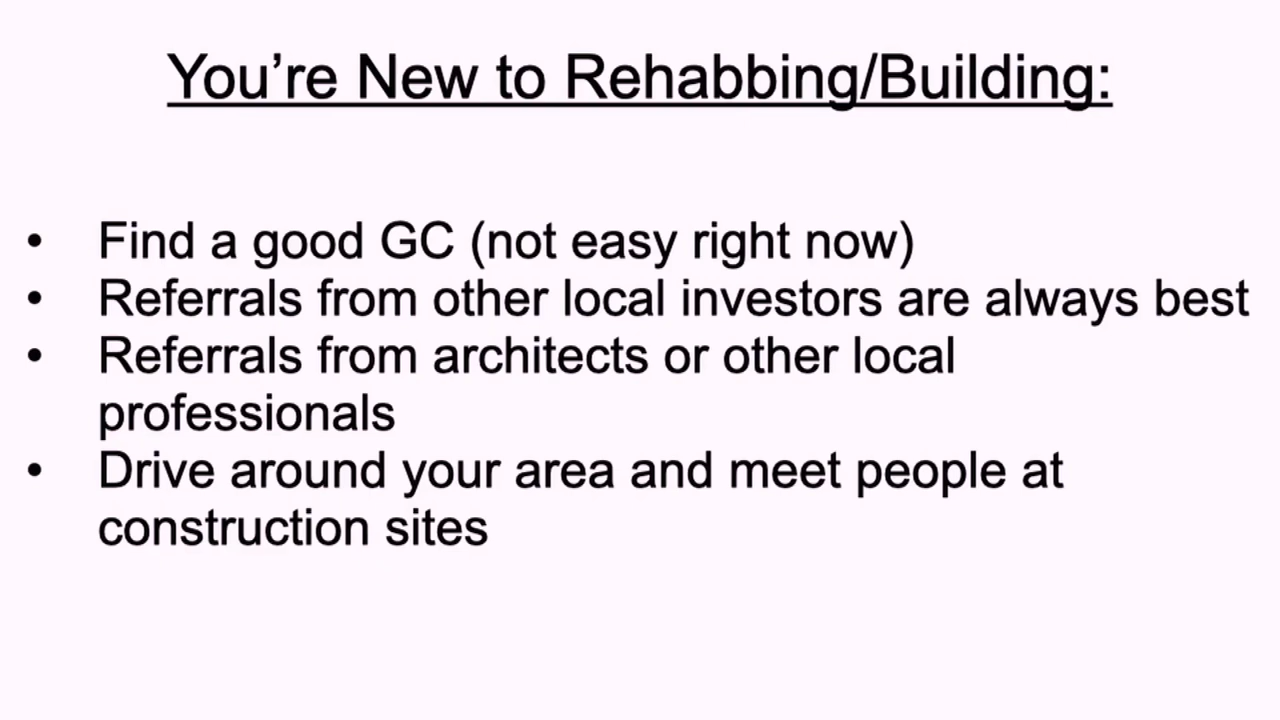 You’re New to Rehabbing/Building:
• Find a good GC (not easy right now)
• Referrals from other local investors are always best
• Referrals from architects or other local
professionals
• Drive around your area and meet people at
construction sites